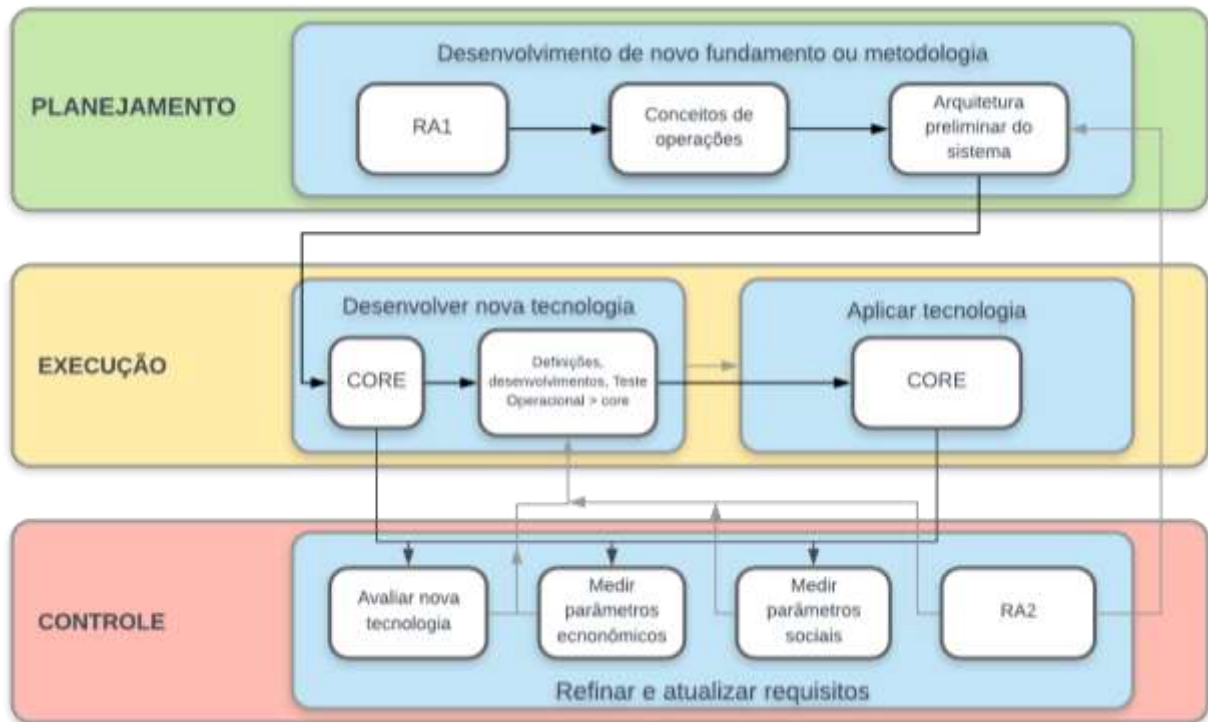 Desenvolvimento de novo fundamento ou metodologia
PLANEJAMENTO
RA1
Conceitos de
operações
Arquitetura
preliminar do
sistema
Desenvolver nova tecnologia
Aplicar tecnologia
EXECUÇÃO
CORE
Definições,
desenvolvimentos, Teste
Operacional > core
CORE
CONTROLE
Avaliar nova
tecnologia
Medir
parâmetros
ecnonômicos
Medir
parâmetros
sociais
RA2
Refinar e atualizar requisitos